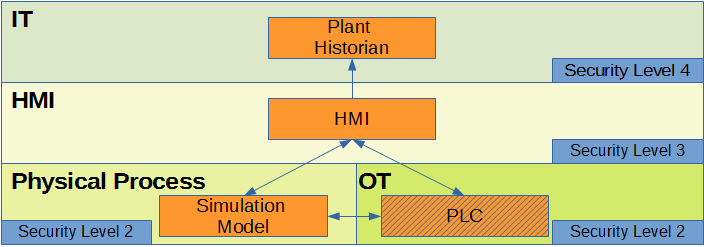 IT
Plant
Historian
Security Level 4
HMI
HMI
Security Level 3
Physical Process
OT
Simulation
Model
PLC
Security Level 2
Security Level 2